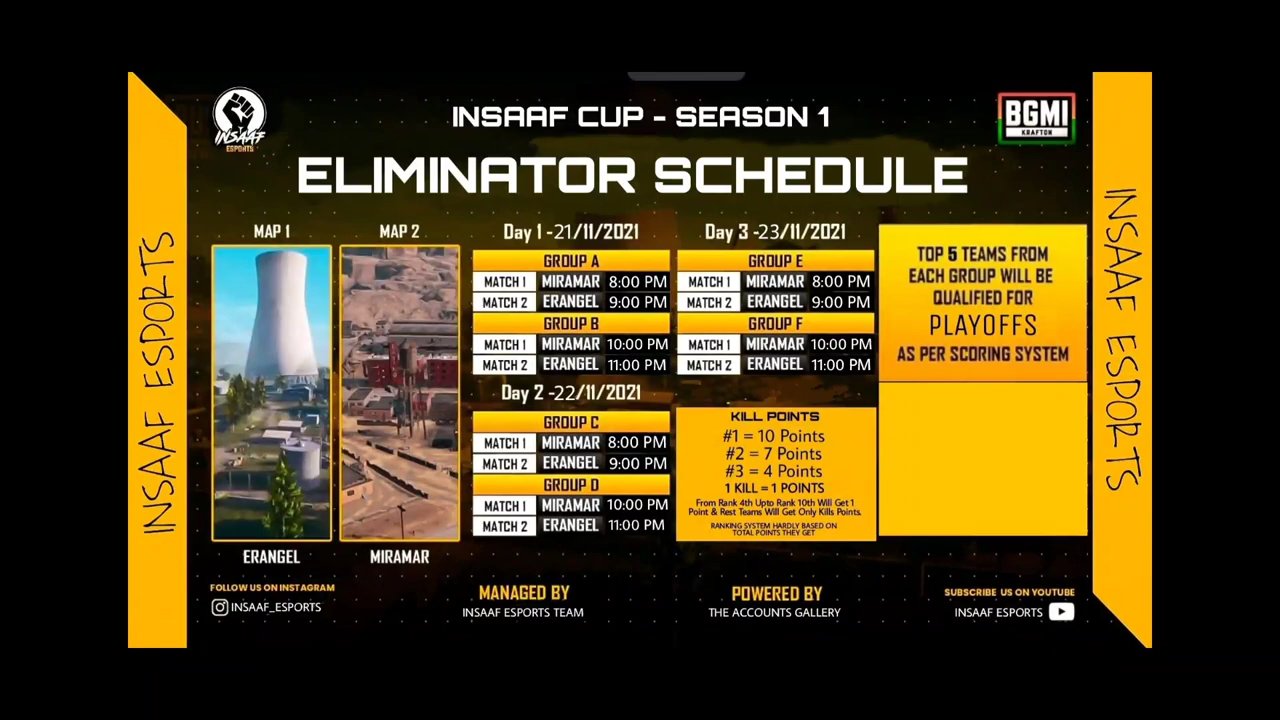 INSAAF ESPORTS
INSAAF
ESPORTS
INSAAF CUP - SEASON 1
BGMI
KRAFTON
ELIMINATOR SCHEDULE
MAP 1
MAP 2
ERANGEL
MIRAMAR
Day 1 -21/11/2021
GROUP A
MATCH 1 MIRAMAR 8:00 PM
MATCH 2 ERANGEL 9:00 PM
GROUP B
MATCH 1 MIRAMAR 10:00 PM
MATCH 2 ERANGEL 11:00 PM
Day 2 -22/11/2021
GROUP C
MATCH 1 MIRAMAR 8:00 PM
MATCH 2 ERANGEL 9:00 PM
GROUP D
MATCH 1 MIRAMAR 10:00 PM
MATCH 2 ERANGEL 11:00 PM
Day 3 -23/11/2021
GROUP E
MATCH 1 MIRAMAR 8:00 PM
MATCH 2 ERANGEL 9:00 PM
GROUP F
MATCH 1 MIRAMAR 10:00 PM
MATCH 2 ERANGEL 11:00 PM
KILL POINTS
#1 = 10 Points
#2 = 7 Points
#3 = 4 Points
1 KILL = 1 POINTS
From Rank 4th Upto Rank 10th Will Get 1
Point & Rest Teams Will Get Only Kills Points.
RANKING SYSTEM HARDLY BASED ON
TOTAL POINTS THEY GET
TOP 5 TEAMS FROM
EACH GROUP WILL BE
QUALIFIED FOR
PLAYOFFS
AS PER SCORING SYSTEM
INSAAF ESPORTS
FOLLOW US ON INSTAGRAM
INSAAF_ESPORTS
MANAGED BY
INSAAF ESPORTS TEAM
POWERED BY
THE ACCOUNTS GALLERY
SUBSCRIBE US ON YOUTUBE
INSAAF ESPORTS